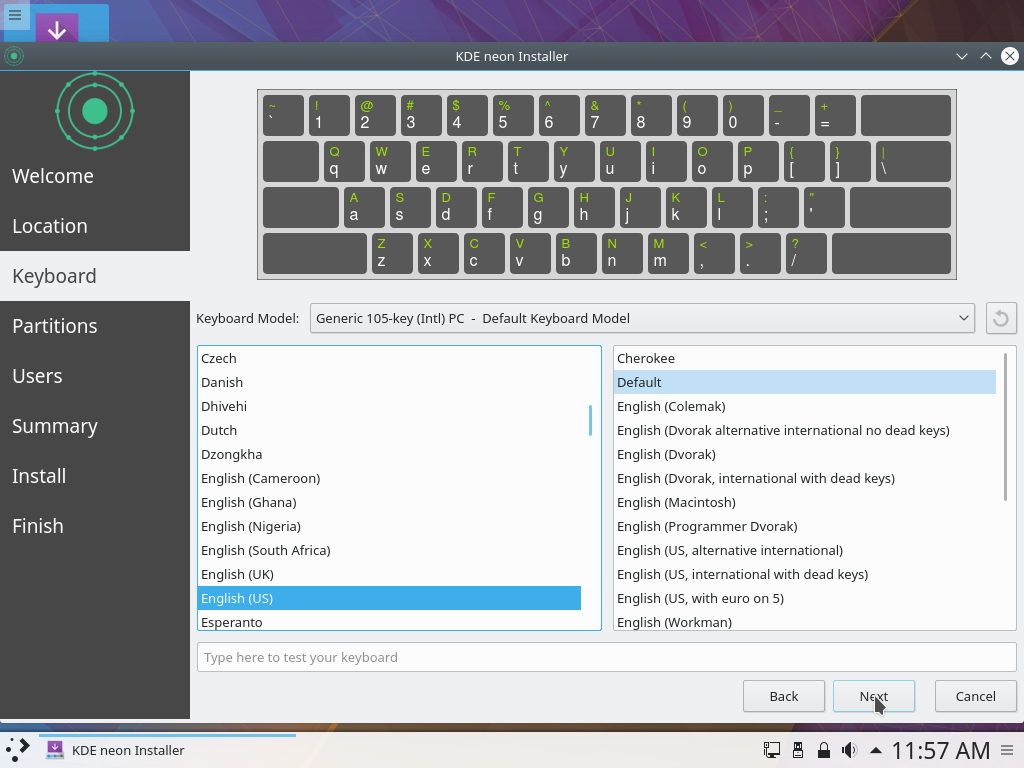 KDE neon Installer
Welcome
Location
Keyboard
Partitions
Users
Summary
Install
Finish
~ ! @ # $ % ^ & * ( ) _ +
` 1 2 3 4 5 6 7 8 9 0 - =
Q W E R T Y U I O P { } |
q w e r t y u i o p [ ] \
A S D F G H J K L : "
a s d f g h j k l ; '
Z X C V B N M < > ?
z x c v b n m , . /
Keyboard Model: Generic 105-key (Intl) PC - Default Keyboard Model
Czech
Danish
Dhivehi
Dutch
Dzongkha
English (Cameroon)
English (Ghana)
English (Nigeria)
English (South Africa)
English (UK)
English (US)
Esperanto
Cherokee
Default
English (Colemak)
English (Dvorak alternative international no dead keys)
English (Dvorak)
English (Dvorak, international with dead keys)
English (Macintosh)
English (Programmer Dvorak)
English (US, alternative international)
English (US, international with dead keys)
English (US, with euro on 5)
English (Workman)
Type here to test your keyboard
Back Next Cancel
KDE neon Installer 11:57 AM